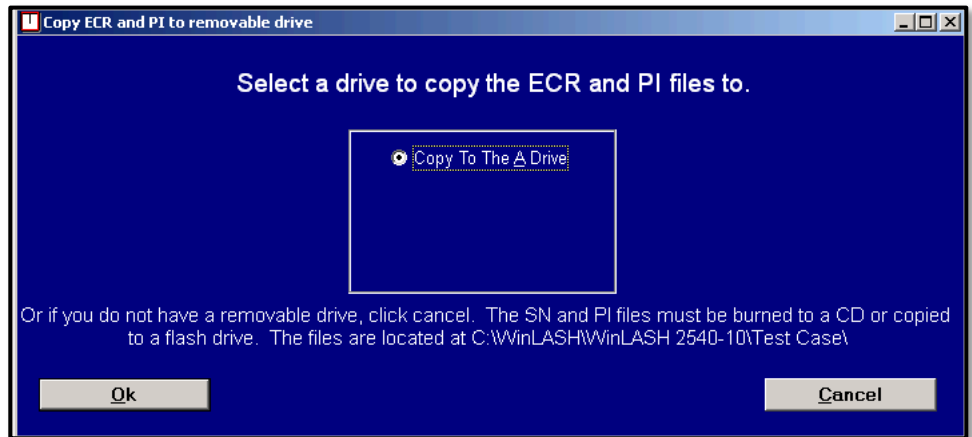 Copy ECR and PI to removable drive
Select a drive to copy the ECR and PI files to.
Copy To The A Drive
Or if you do not have a removable drive, click cancel.  The SN and PI files must be burned to a CD or copied
to a flash drive.  The files are located at C:\WinLASH\WinLASH 2540-10\Test Case\
Ok
Cancel